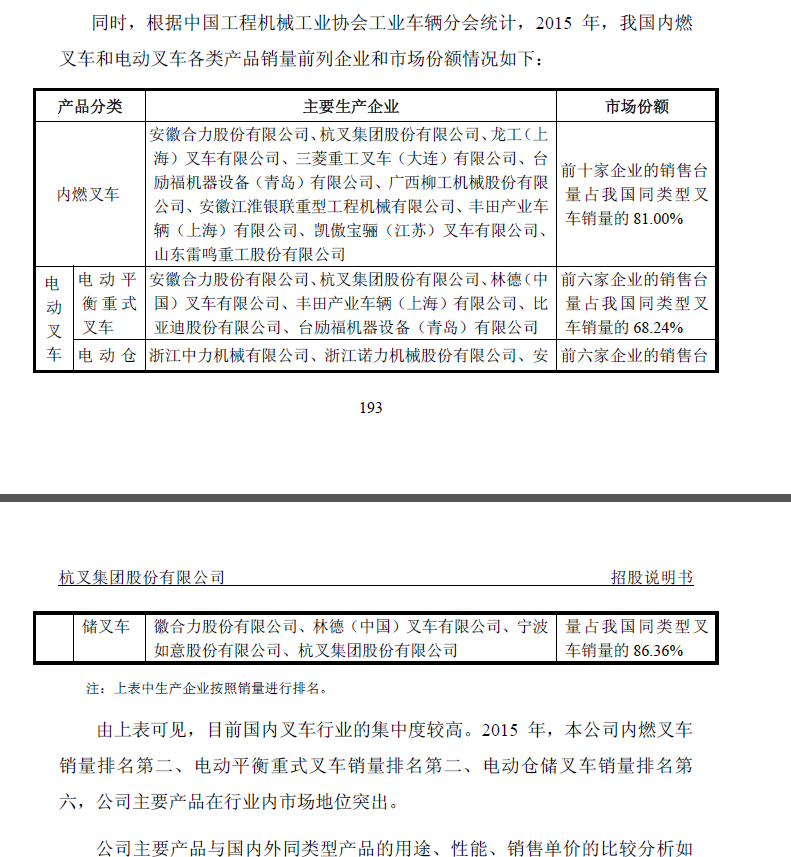 同时，根据中国工程机械工业协会工业车辆分会统计，2015 年，我国内燃
叉车和电动叉车各类产品销量前列企业和市场份额情况如下：
产品分类 主要生产企业 市场份额
内燃叉车
安徽合力股份有限公司、杭叉集团股份有限公司、龙工（上
海）叉车有限公司、三菱重工叉车（大连）有限公司、台
励福机器设备（青岛）有限公司、广西柳工机械股份有限
公司、安徽江淮银联重型工程机械有限公司、丰田产业车
辆（上海）有限公司、凯傲宝骊（江苏）叉车有限公司、
山东雷鸣重工股份有限公司
前十家企业的销售台
量占我国同类型叉
车销量的 81.00%
电
动
叉
车
电动平
衡重式
叉车
安徽合力股份有限公司、杭叉集团股份有限公司、林德（中
国）叉车有限公司、丰田产业车辆（上海）有限公司、比
亚迪股份有限公司、台励福机器设备（青岛）有限公司
前六家企业的销售台
量占我国同类型叉
车销量的 68.24%
电动仓
浙江中力机械有限公司、浙江诺力机械股份有限公司、安
前六家企业的销售台
193
杭叉集团股份有限公司 招股说明书
储叉车
徽合力股份有限公司、林德（中国）叉车有限公司、宁波
如意股份有限公司、杭叉集团股份有限公司
量占我国同类型叉
车销量的 86.36%
注：上表中生产企业按照销量进行排名。
由上表可见，目前国内叉车行业的集中度较高。2015 年，本公司内燃叉车
销量排名第二、电动平衡重式叉车销量排名第二、电动仓储叉车销量排名第
六，公司主要产品在行业内市场地位突出。
公司主要产品与国内外同类型产品的用途、性能、销售单价的比较分析如